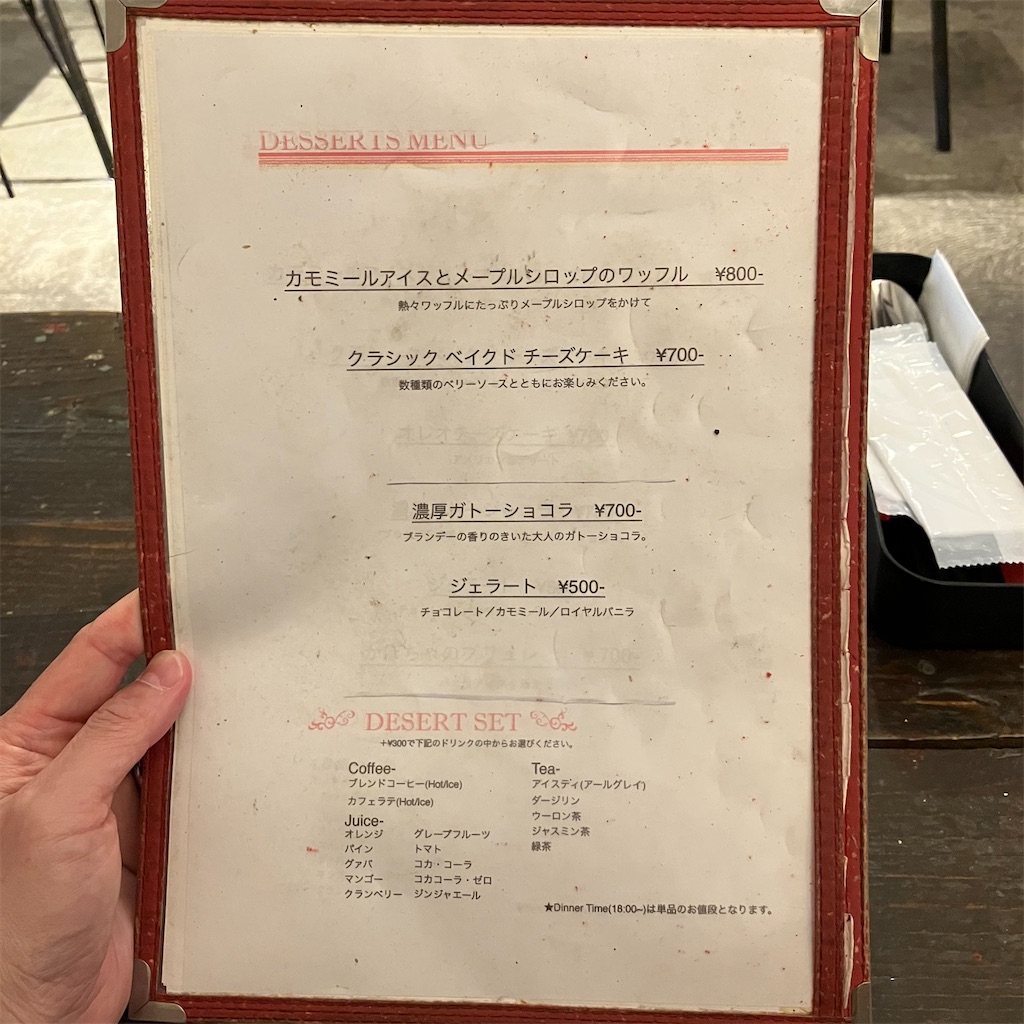 DESSERTS MENU
カモミールアイスとメープルシロップのワッフル ¥800-
熱々ワッフルにたっぷりメープルシロップをかけて
クラシック ベイクド チーズケーキ ¥700-
数種類のベリーソースとともにお楽しみください。
オレオチーズケーキ ¥700
濃厚ガトーショコラ ¥700-
ブランデーの香りのきいた大人のガトーショコラ。
ジェラート ¥500-
チョコレート／カモミール／ロイヤルバニラ
¥700-
DESERT SET
+¥300で下記のドリンクの中からお選びください。
Coffee-
ブレンドコーヒー(Hot/Ice)
カフェラテ(Hot/Ice)
Juice-
オレンジ グレープフルーツ
パイン トマト
グァバ コカ・コーラ
マンゴー コカコーラ・ゼロ
クランベリー ジンジャエール
Tea-
アイスティ(アールグレイ)
ダージリン
ウーロン茶
ジャスミン茶
緑茶
★Dinner Time(18:00~)は単品のお値段となります。